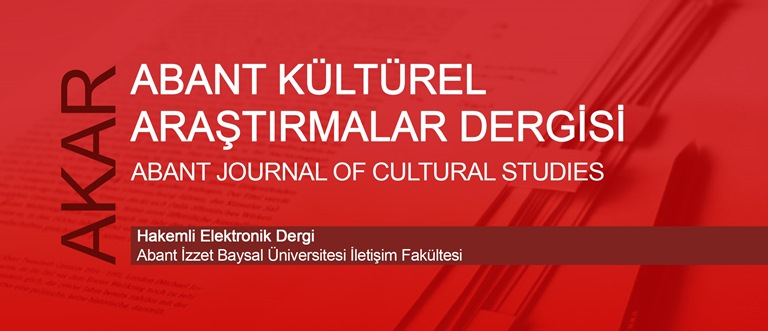 AKAR
ABANT KÜLTÜREL
ARAŞTIRMALAR DERGİSİ
ABANT JOURNAL OF CULTURAL STUDIES
Hakemli Elektronik Dergi
Abant İzzet Baysal Üniversitesi İletişim Fakültesi